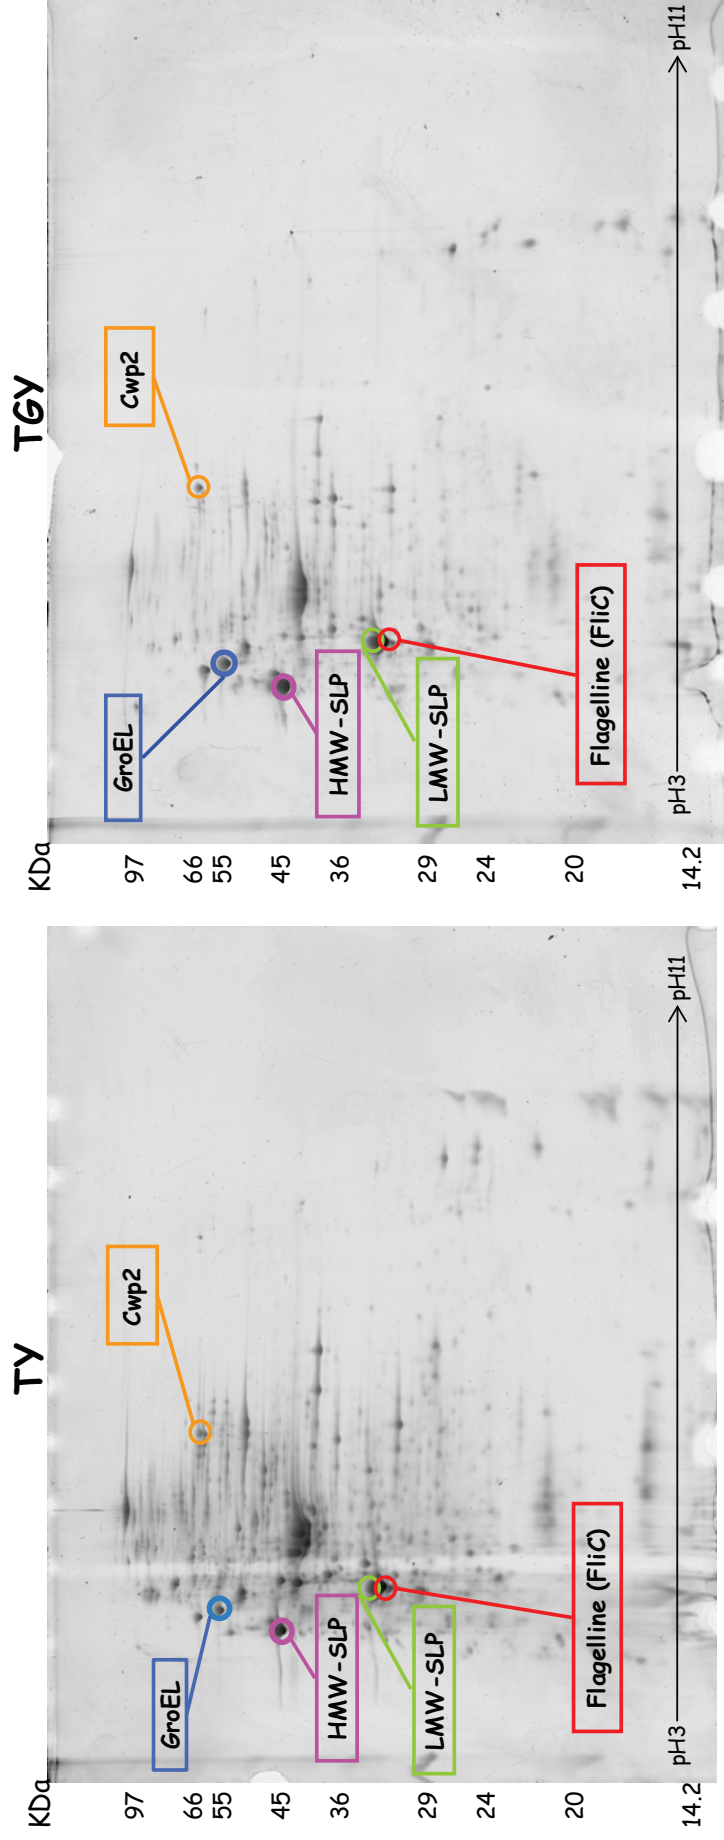 TY
KDa
97
66
55
45
36
29
24
20
14.2
GroEL
Cwp2
HMW-SLP
LMW-SLP
Flagelline (FliC)
pH3
pH11
TGY
KDa
97
66
55
45
36
29
24
20
14.2
GroEL
Cwp2
HMW-SLP
LMW-SLP
Flagelline (FliC)
pH3
pH11